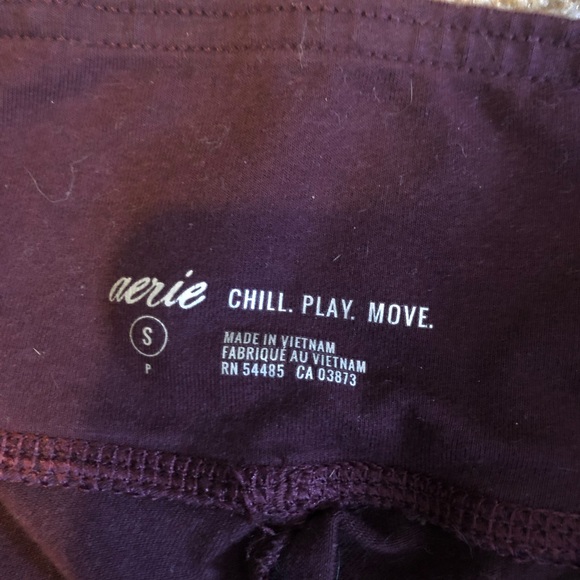 aerie CHILL. PLAY. MOVE.
S
P
MADE IN VIETNAM
FABRIQUÉ AU VIETNAM
RN 54485 CA 03873